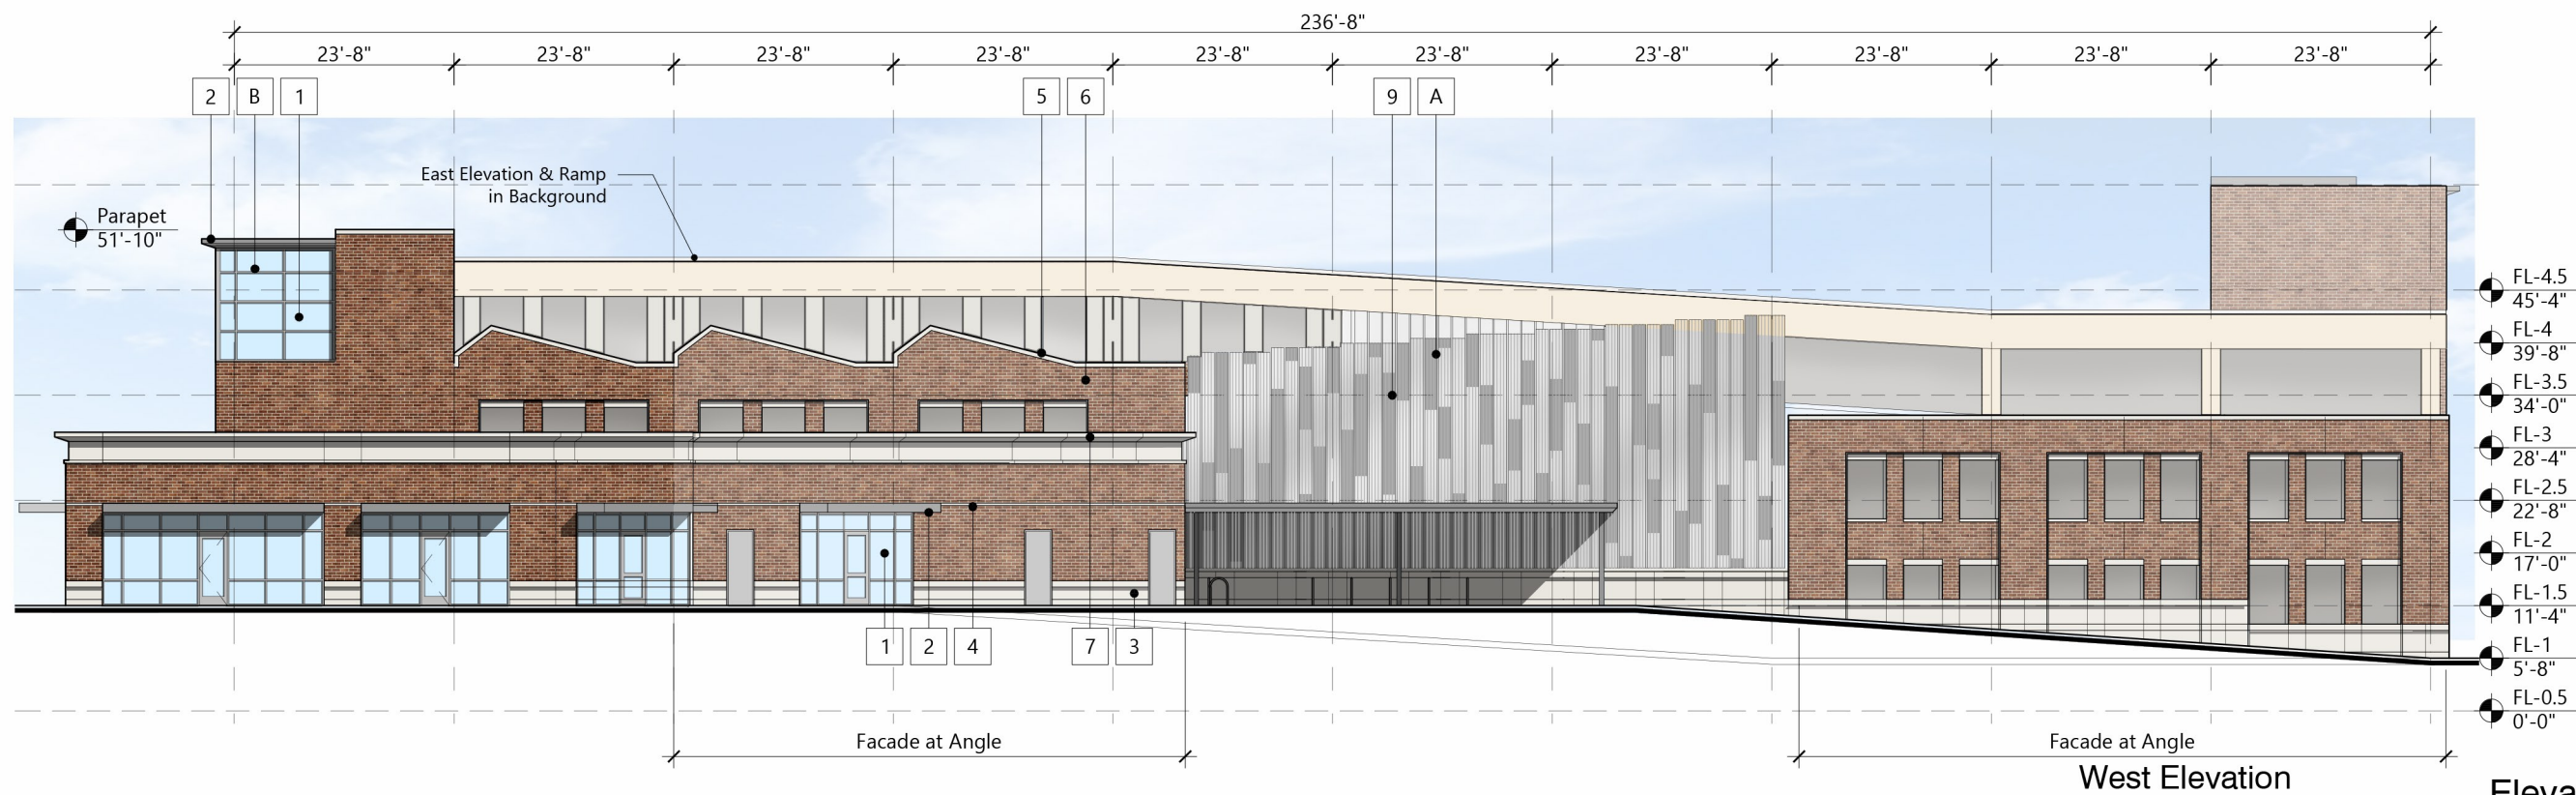 236'-8"
23'-8" 23'-8" 23'-8" 23'-8" 23'-8" 23'-8" 23'-8" 23'-8" 23'-8" 23'-8"
2 B 1 5 6 9 A
East Elevation & Ramp
in Background
Parapet
51'-10"
FL-4.5
45'-4"
FL-4
39'-8"
FL-3.5
34'-0"
FL-3
28'-4"
FL-2.5
22'-8"
FL-2
17'-0"
FL-1.5
11'-4"
FL-1
5'-8"
FL-0.5
0'-0"
1 2 4 7 3
Facade at Angle Facade at Angle
West Elevation